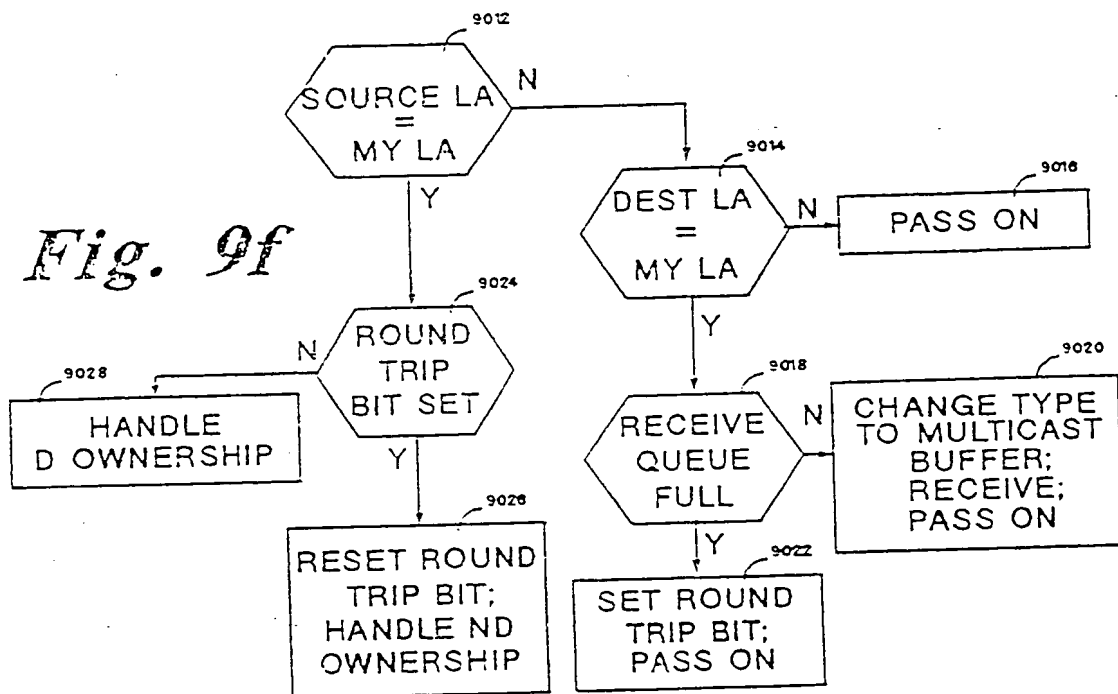 9012
SOURCE LA
=
MY LA
N
Y
9014
DEST LA
=
MY LA
N
Y
9016
PASS ON
Fig. 9f
9024
ROUND
TRIP
BIT SET
N
Y
9028
HANDLE
D OWNERSHIP
9026
RESET ROUND
TRIP BIT;
HANDLE ND
OWNERSHIP
9018
RECEIVE
QUEUE
FULL
N
Y
9020
CHANGE TYPE
TO MULTICAST
BUFFER;
RECEIVE;
PASS ON
9022
SET ROUND
TRIP BIT;
PASS ON